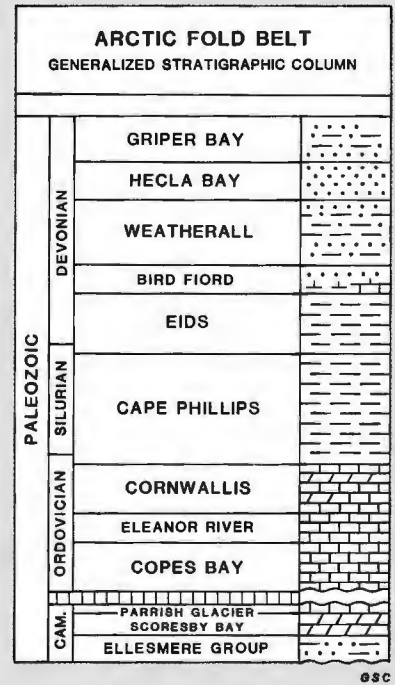 ARCTIC FOLD BELT
GENERALIZED STRATIGRAPHIC COLUMN
PALEOZOIC
DEVONIAN
GRIPER BAY
HECLA BAY
WEATHERALL
BIRD FIORD
EIDS
SILURIAN
CAPE PHILLIPS
ORDOVICIAN
CORNWALLIS
ELEANOR RIVER
COPES BAY
CAM.
PARRISH GLACIER
SCORESBY BAY
ELLESMERE GROUP
GSC